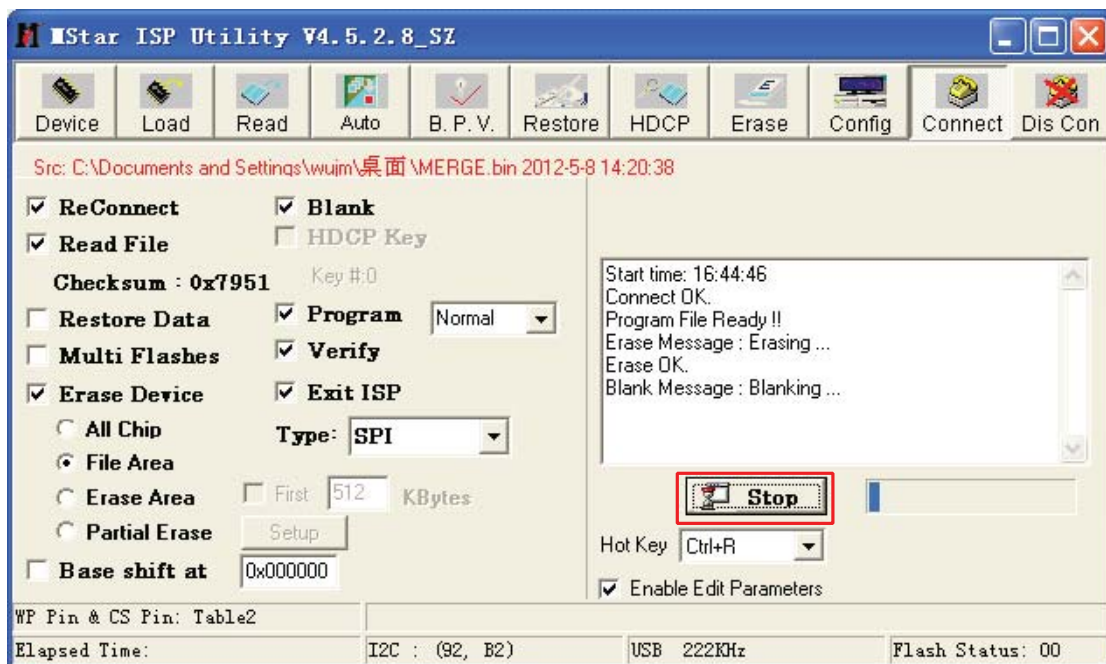 MStar ISP Utility V4.5.2.8_SZ
Device Load Read Auto B.P.V. Restore HDCP Erase Config Connect Dis Con
Src: C:\Documents and Settings\wujm\桌面\MERGE.bin 2012-5-8 14:20:38
ReConnect Blank
Read File HDCP Key
Checksum : 0x7951 Key #:0
Restore Data Program Normal
Multi Flashes Verify
Erase Device Exit ISP
All Chip Type: SPI
File Area
Erase Area First 512 KBytes
Partial Erase Setup
Base shift at 0x000000
Start time: 16:44:46
Connect OK.
Program File Ready !!
Erase Message : Erasing ...
Erase OK.
Blank Message : Blanking ...
Stop
Hot Key Ctrl+R
Enable Edit Parameters
WP Pin & CS Pin: Table2
Elapsed Time: I2C : (92, B2) USB 222KHz Flash Status: 00